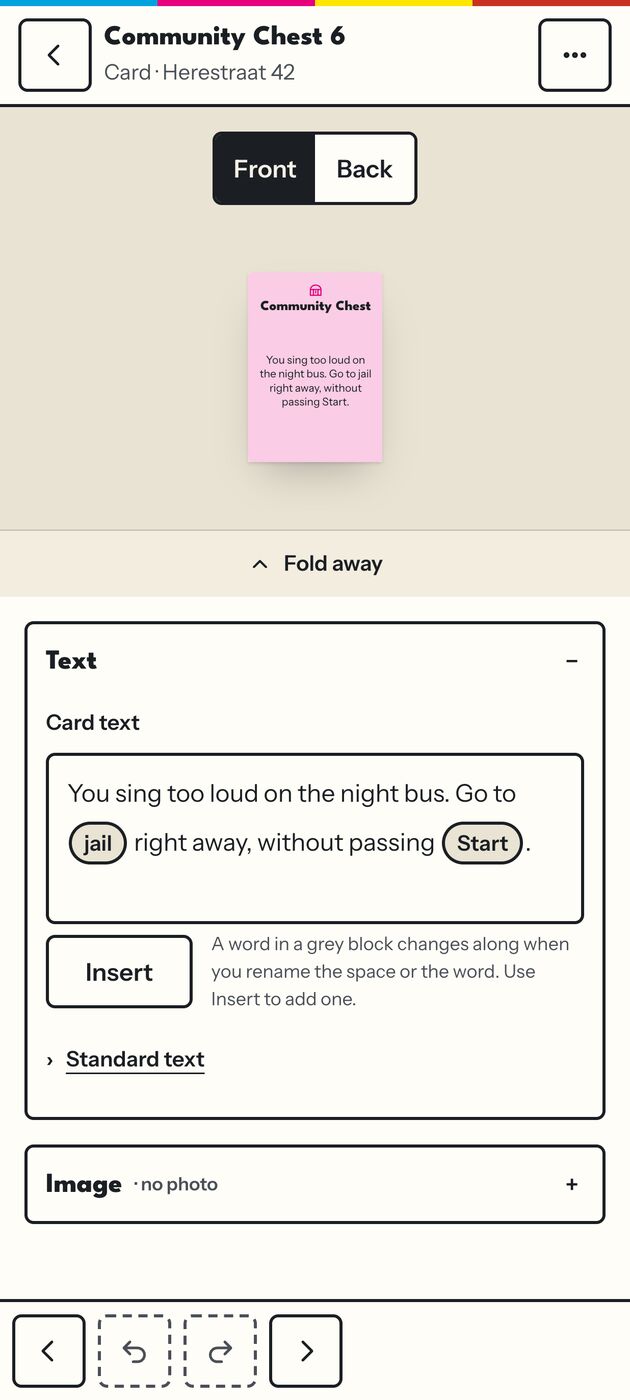 Community Chest 6
Card · Herestraat 42
Front
Back
Community Chest
You sing too loud on
the night bus. Go to jail
right away, without
passing Start.
Fold away
Text
Card text
You sing too loud on the night bus. Go to
jail right away, without passing Start.
Insert
A word in a grey block changes along when
you rename the space or the word. Use
Insert to add one.
Standard text
Image · no photo